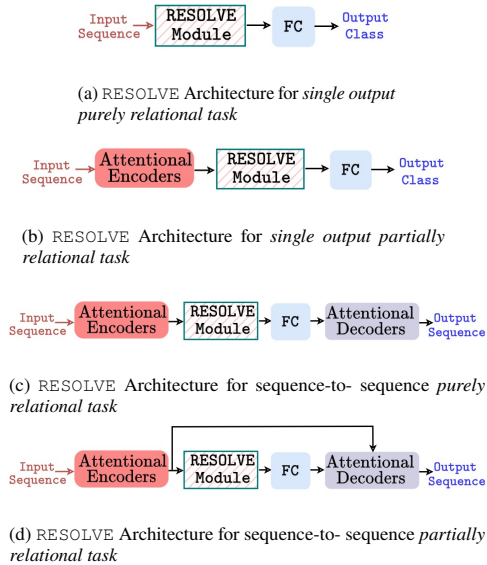 Input Sequence RESOLVE Module FC Output Class
(a) RESOLVE Architecture for single output
purely relational task
Input Sequence Attentional Encoders RESOLVE Module FC Output Class
(b) RESOLVE Architecture for single output partially
relational task
Input Sequence Attentional Encoders RESOLVE Module FC Attentional Decoders Output Sequence
(c) RESOLVE Architecture for sequence-to- sequence purely
relational task
Input Sequence Attentional Encoders RESOLVE Module FC Attentional Decoders Output Sequence
(d) RESOLVE Architecture for sequence-to- sequence partially
relational task